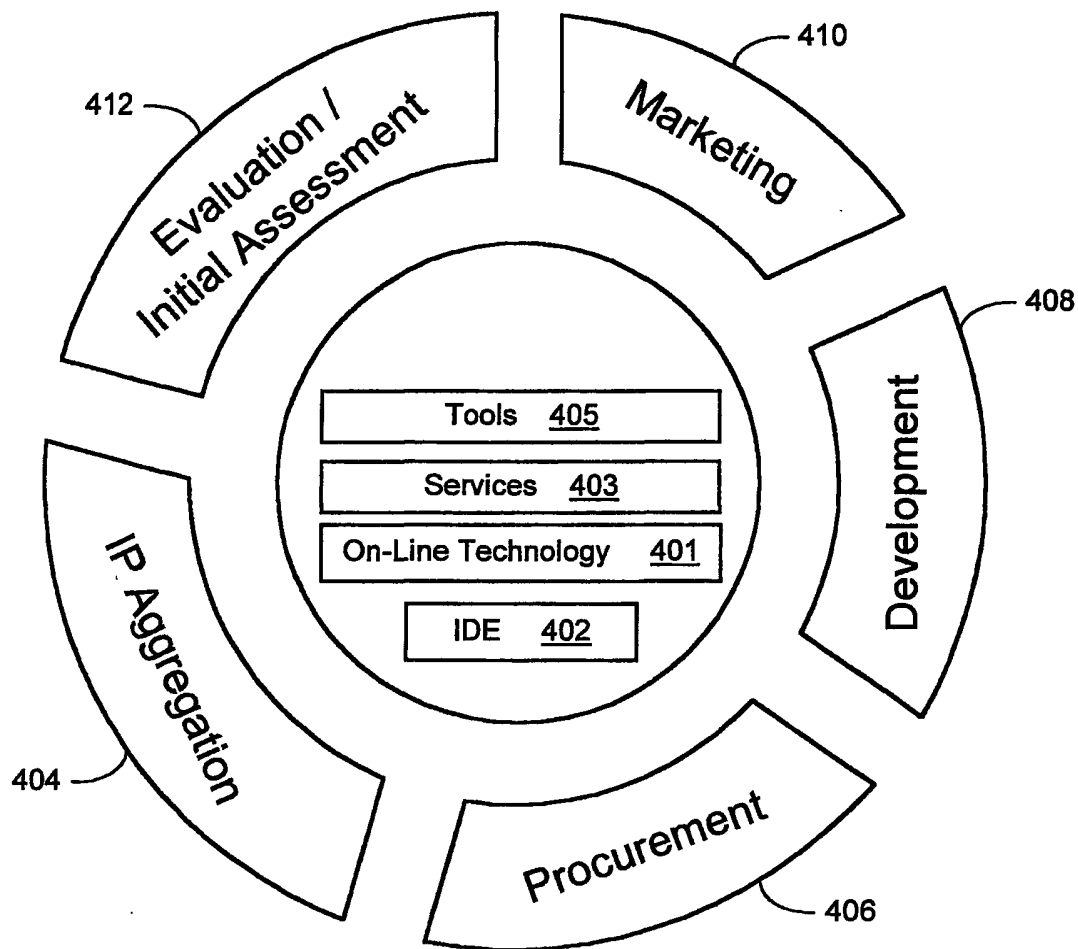 410
Marketing
412
Evaluation /
Initial Assessment
408
Development
Tools 405
Services 403
On-Line Technology 401
IDE 402
IP Aggregation
404
Procurement
406